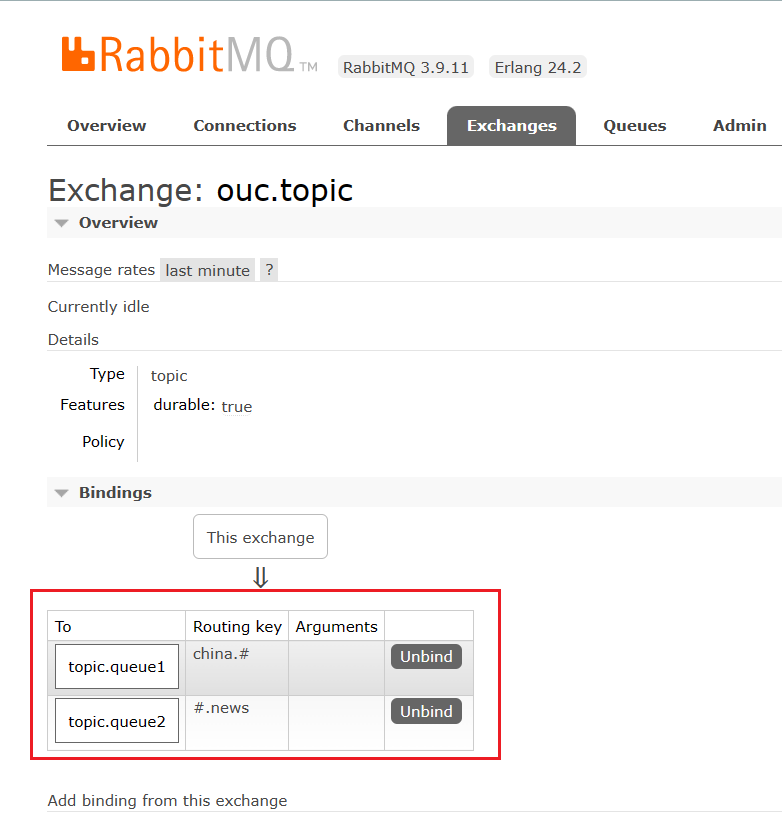 RabbitMQ TM RabbitMQ 3.9.11 Erlang 24.2
Overview Connections Channels Exchanges Queues Admin
Exchange: ouc.topic
Overview
Message rates last minute ?
Currently idle
Details
Type topic
Features durable: true
Policy
Bindings
This exchange
⇓
To Routing key Arguments
topic.queue1 china.# Unbind
topic.queue2 #.news Unbind
Add binding from this exchange